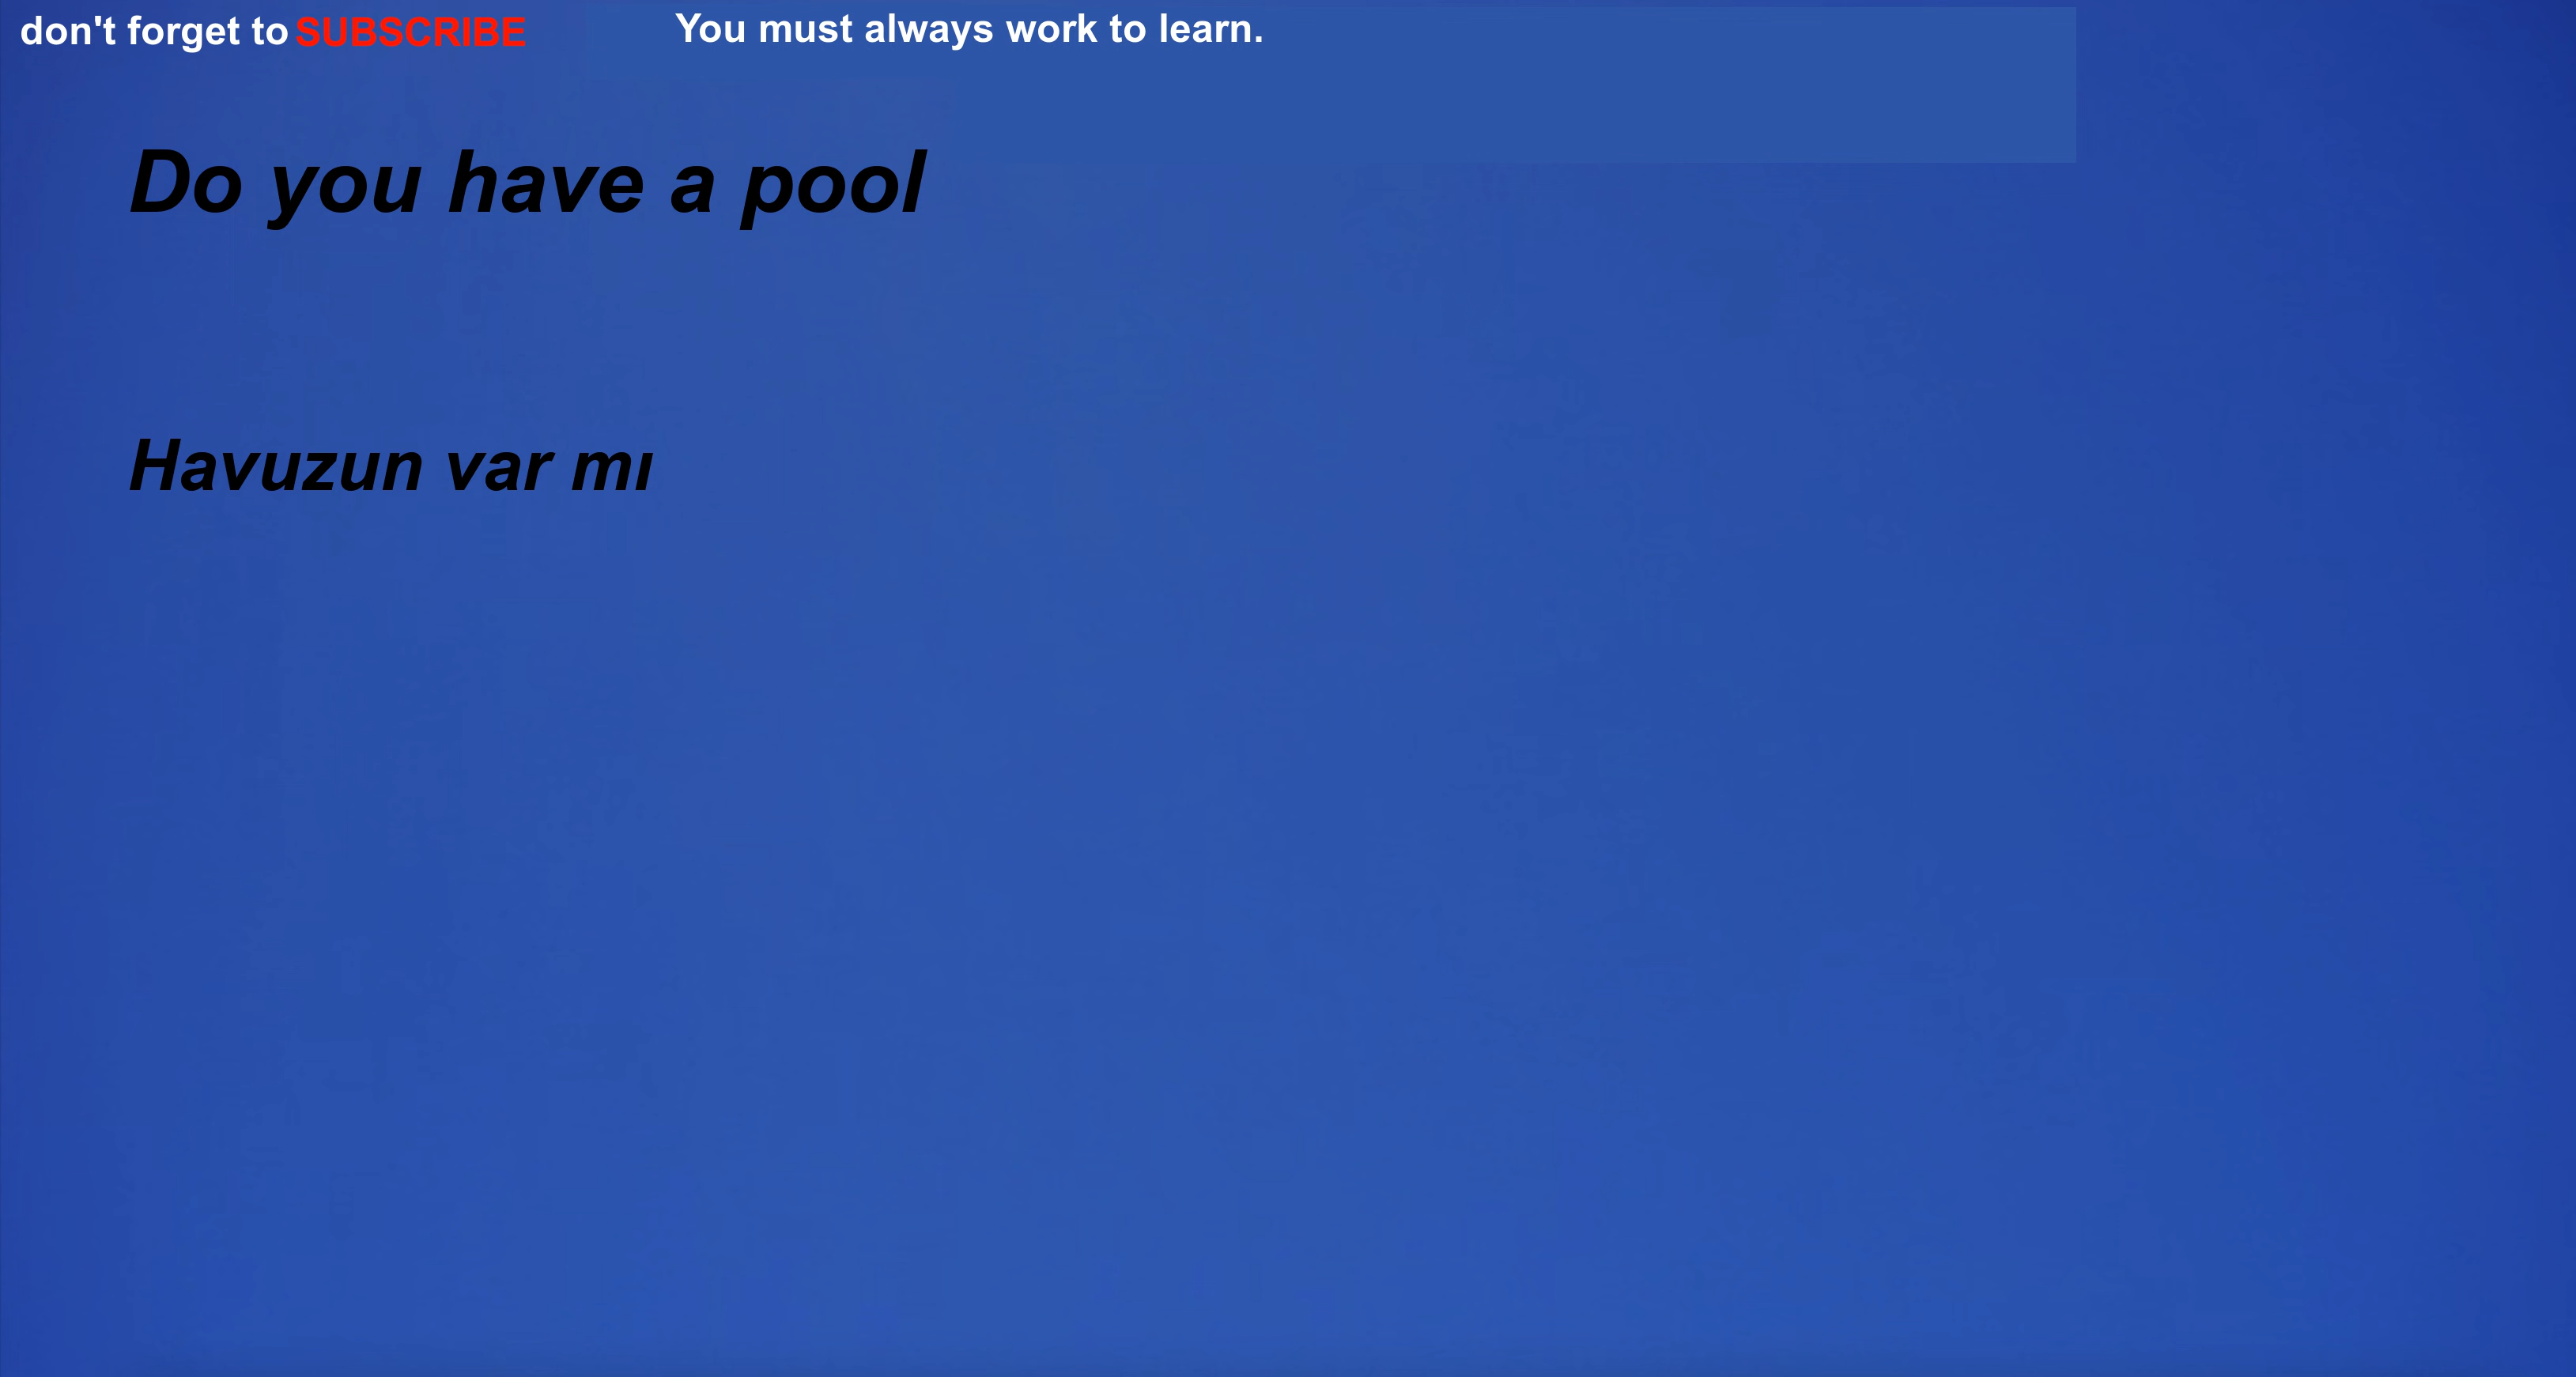 don't forget to SUBSCRIBE
You must always work to learn.
Do you have a pool
Havuzun var mı